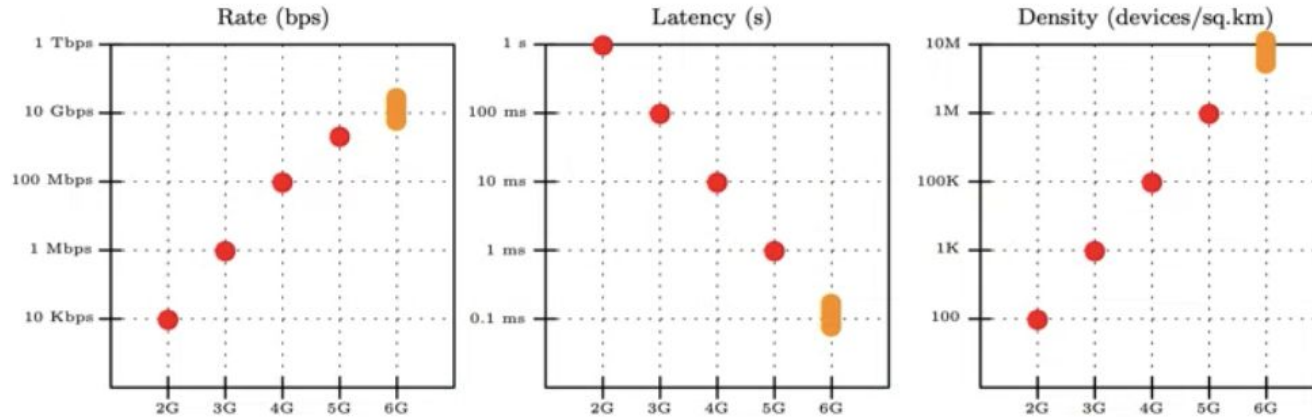 Rate (bps)
1 Tbps
10 Gbps
100 Mbps
1 Mbps
10 Kbps
2G 3G 4G 5G 6G
Latency (s)
1 s
100 ms
10 ms
1 ms
0.1 ms
2G 3G 4G 5G 6G
Density (devices/sq.km)
10M
1M
100K
1K
100
2G 3G 4G 5G 6G